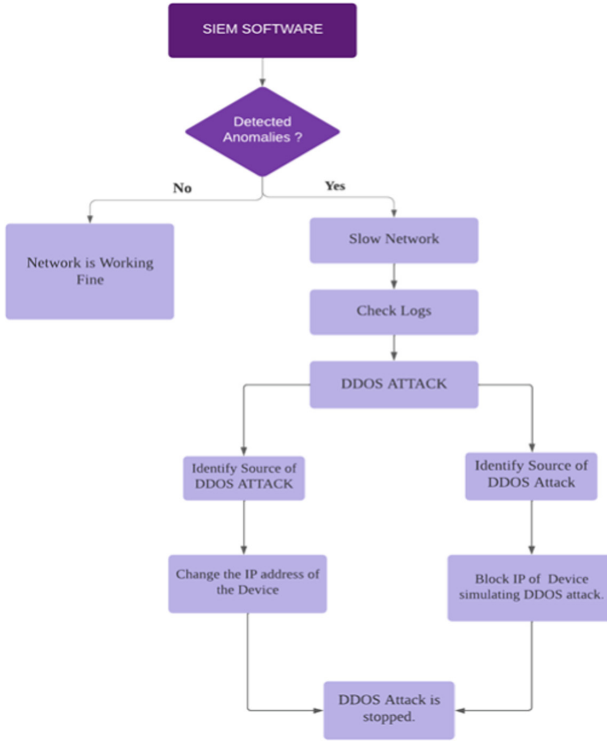 SIEM SOFTWARE
Detected
Anomalies ?
No
Yes
Network is Working
Fine
Slow Network
Check Logs
DDOS ATTACK
Identify Source of
DDOS ATTACK
Identify Source of
DDOS Attack
Change the IP address of
the Device
Block IP of Device
simulating DDOS attack.
DDOS Attack is
stopped.